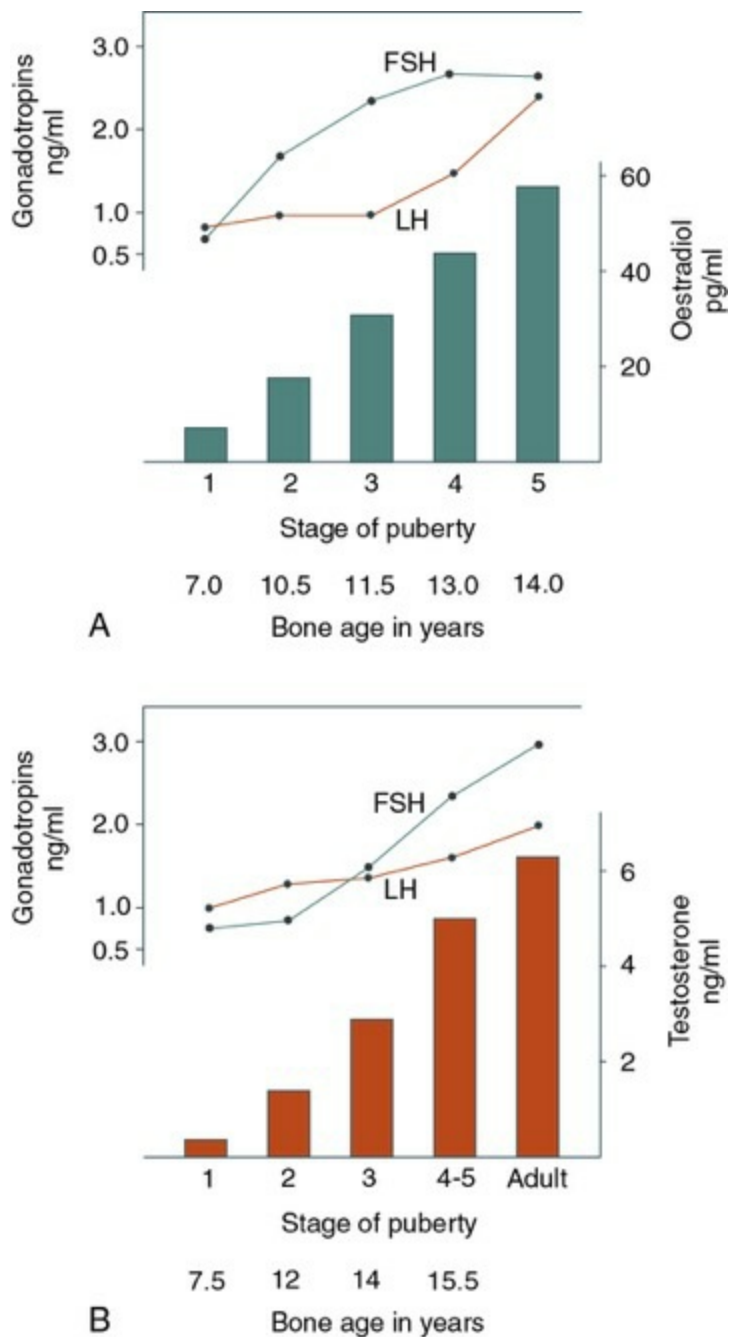 3.0
FSH
Gonadotropins
ng/ml
2.0
60
1.0
LH
0.5
40
Oestradiol
pg/ml
20
1 2 3 4 5
Stage of puberty
7.0 10.5 11.5 13.0 14.0
A
Bone age in years
3.0
FSH
Gonadotropins
ng/ml
2.0
6
LH
1.0
0.5
4
Testosterone
ng/ml
2
1 2 3 4-5 Adult
Stage of puberty
7.5 12 14 15.5
B
Bone age in years